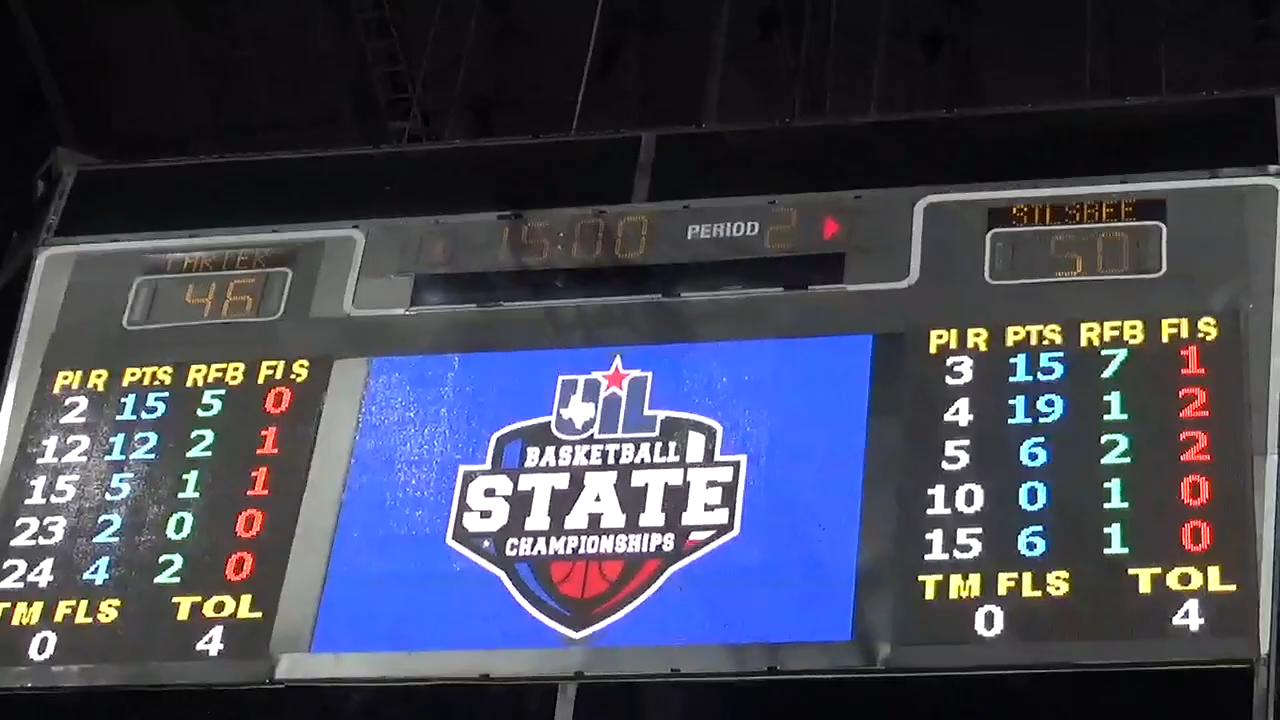 15:00 PERIOD 2
46
SILSBEE
50
PLR PTS REB FLS
2 15 5 0
12 12 2 1
15 5 1 1
23 2 0 0
24 4 2 0
TM FLS TOL
0 4
UIL
BASKETBALL
STATE
CHAMPIONSHIPS
PLR PTS REB FLS
3 15 7 1
4 19 1 2
5 6 2 2
10 0 1 0
15 6 1 0
TM FLS TOL
0 4